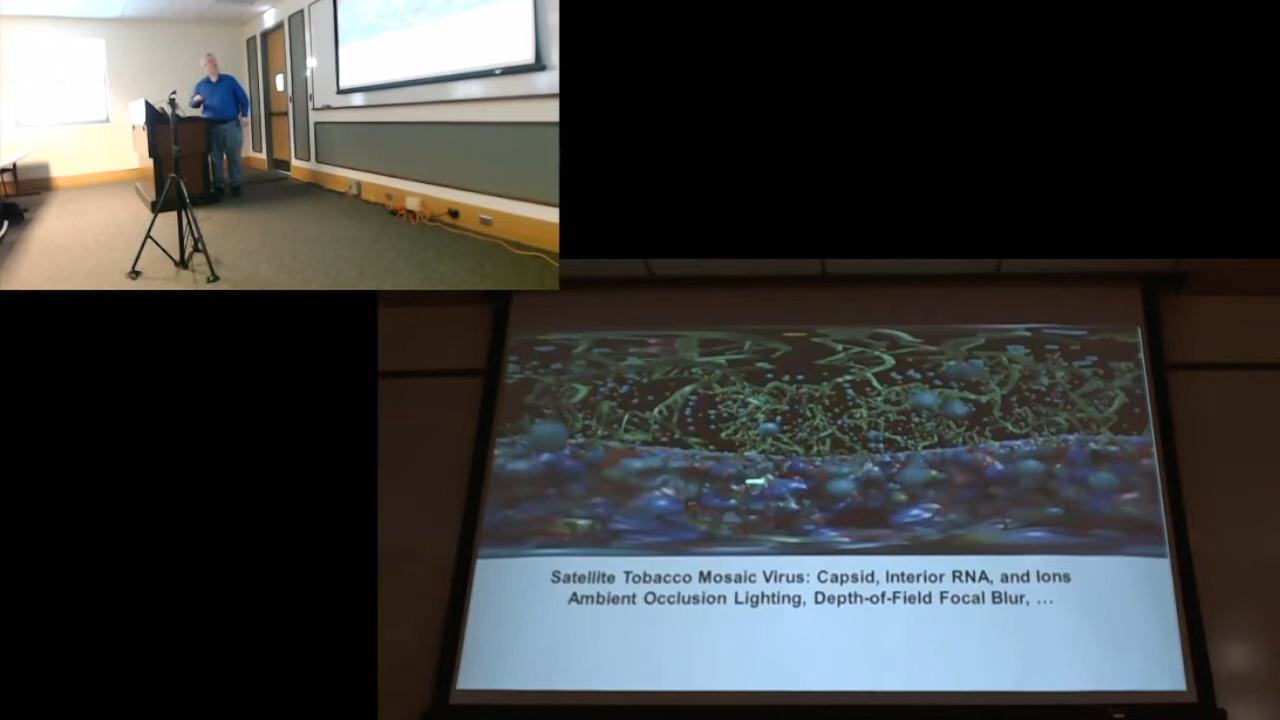 Satellite Tobacco Mosaic Virus: Capsid, Interior RNA, and Ions
Ambient Occlusion Lighting, Depth-of-Field Focal Blur, …